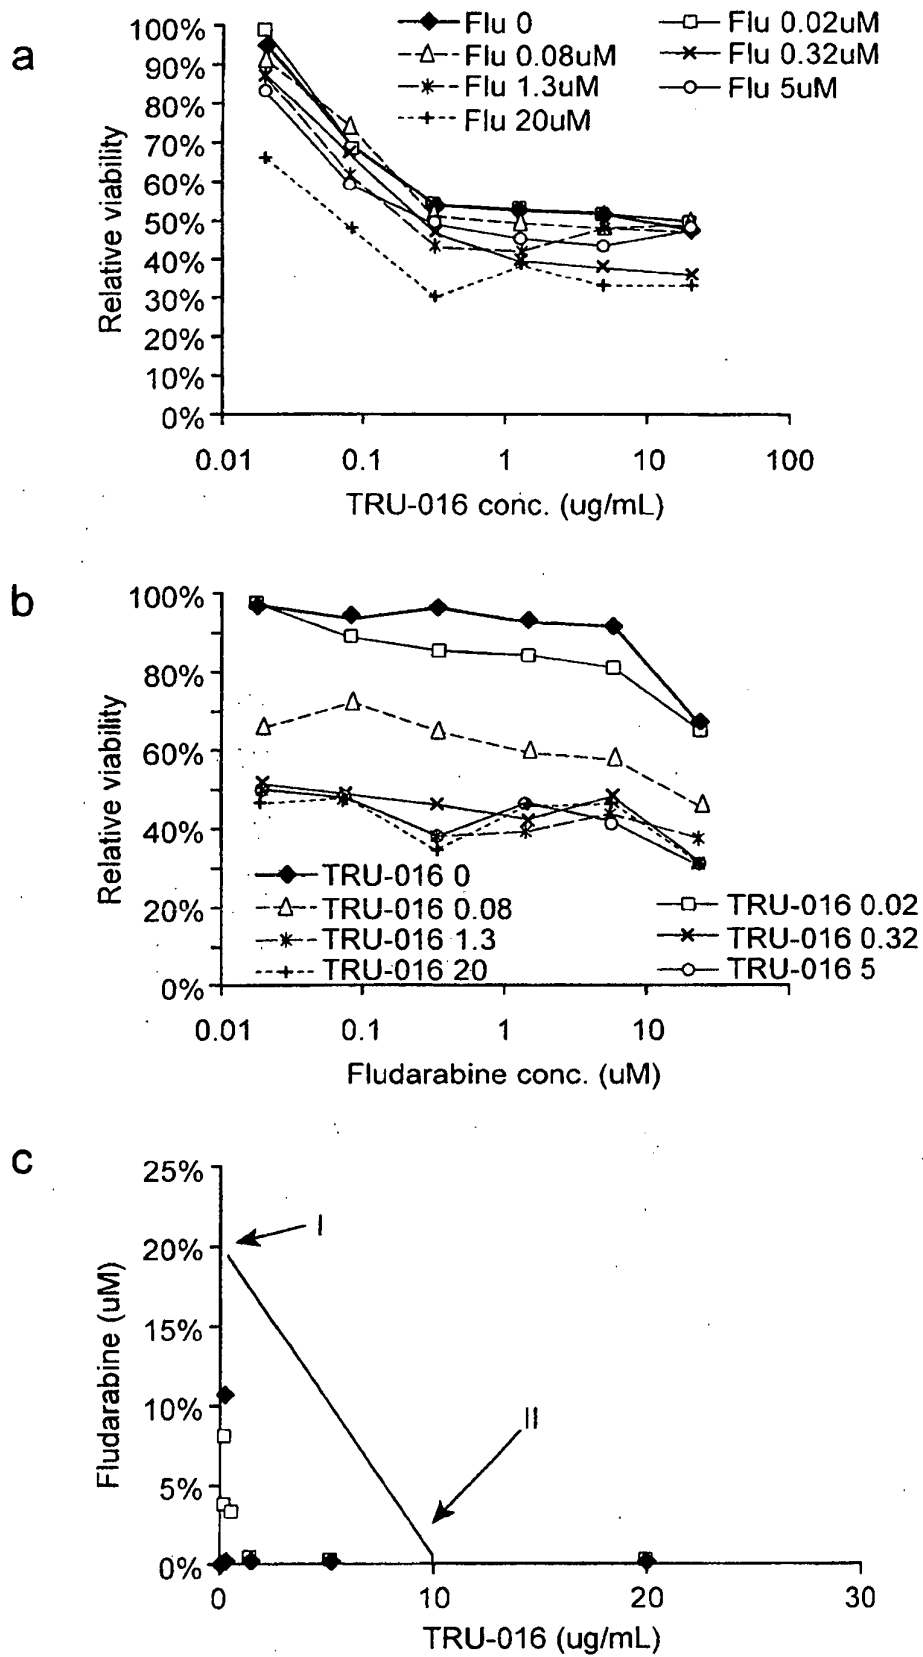 a
Relative viability
100%
90%
80%
70%
60%
50%
40%
30%
20%
10%
0%
Flu 0
Flu 0.02uM
Flu 0.08uM
Flu 0.32uM
Flu 1.3uM
Flu 5uM
Flu 20uM
0.01 0.1 1 10 100
TRU-016 conc. (ug/mL)
b
Relative viability
100%
80%
60%
40%
20%
0%
TRU-016 0
TRU-016 0.08
TRU-016 0.02
TRU-016 1.3
TRU-016 0.32
TRU-016 20
TRU-016 5
0.01 0.1 1 10
Fludarabine conc. (uM)
c
Fludarabine (uM)
25%
20%
15%
10%
5%
0%
I
II
0 10 20 30
TRU-016 (ug/mL)